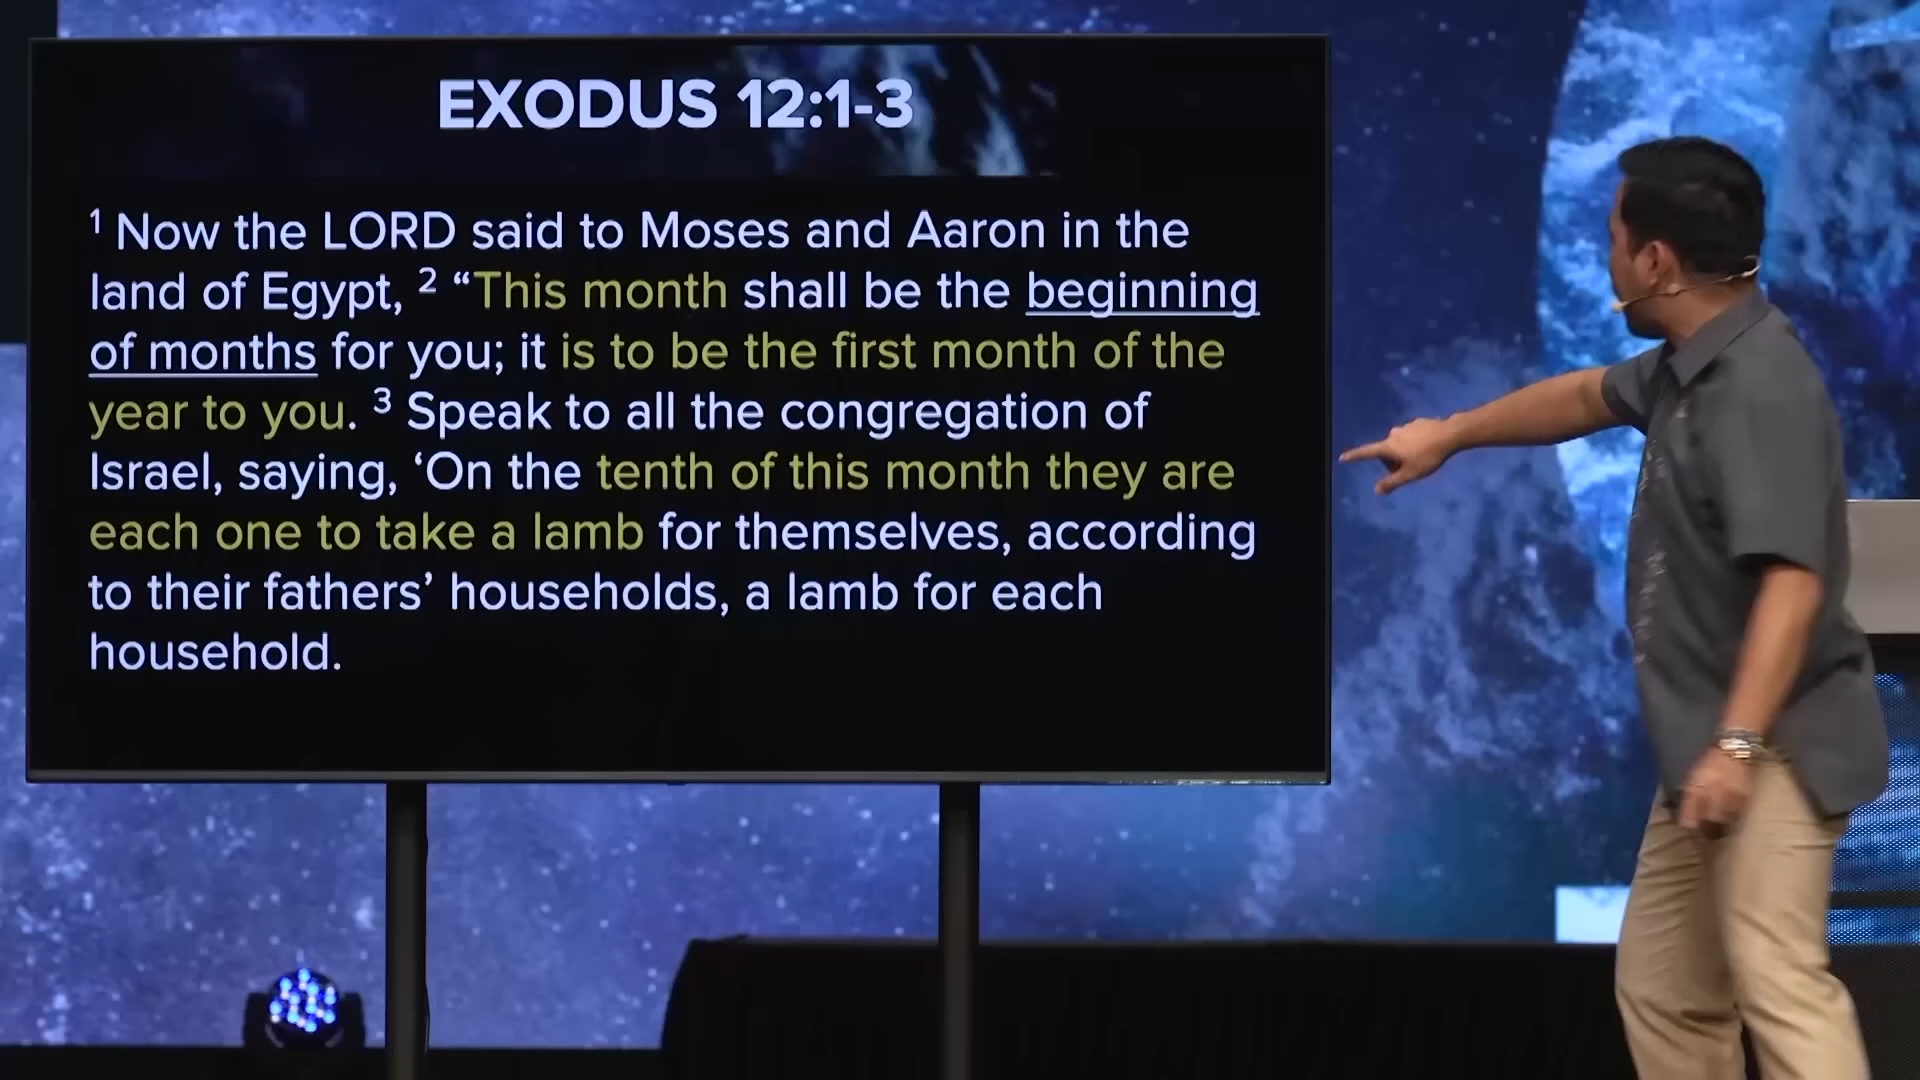 EXODUS 12:1-3
¹ Now the LORD said to Moses and Aaron in the
land of Egypt, ² “This month shall be the beginning
of months for you; it is to be the first month of the
year to you. ³ Speak to all the congregation of
Israel, saying, ‘On the tenth of this month they are
each one to take a lamb for themselves, according
to their fathers’ households, a lamb for each
household.